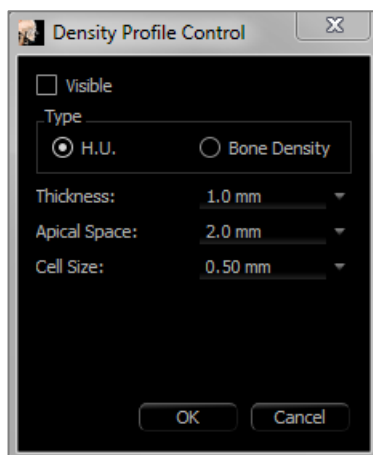 Density Profile Control
Visible
Type
H.U. Bone Density
Thickness: 1.0 mm
Apical Space: 2.0 mm
Cell Size: 0.50 mm
OK Cancel